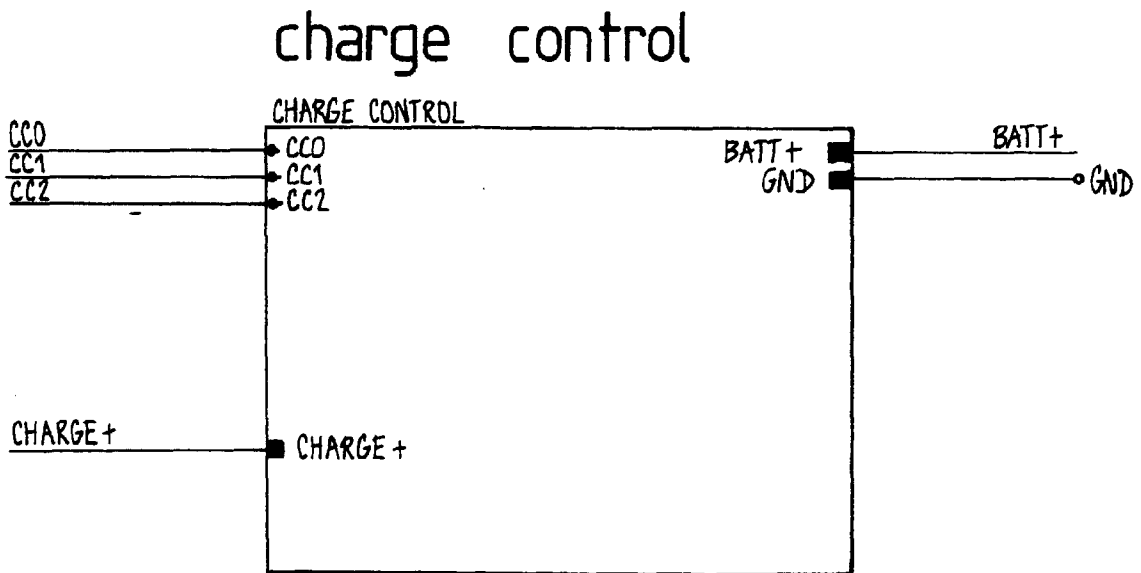 charge control
CHARGE CONTROL
CC0
CC1
CC2
CC0
CC1
CC2
BATT+
GND
BATT+
GND
CHARGE+
CHARGE+